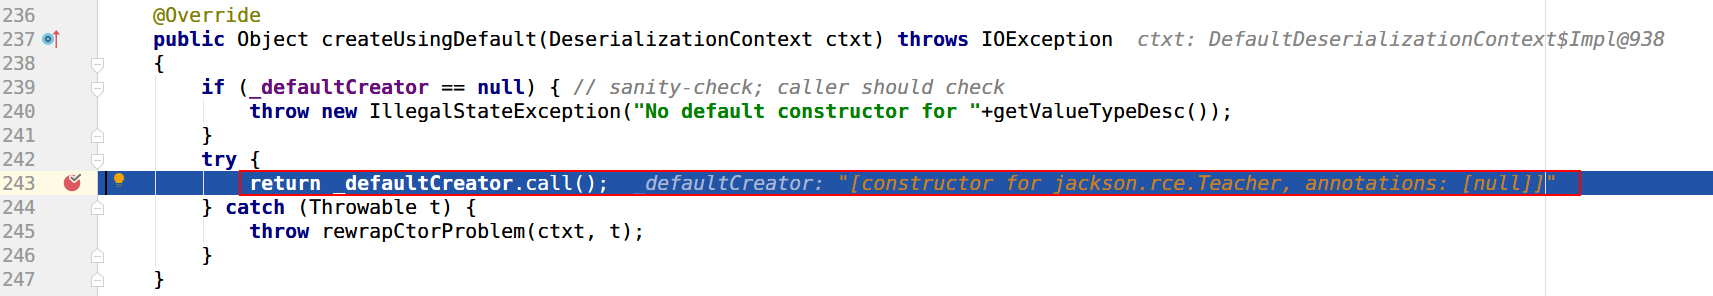 236 @Override
237 public Object createUsingDefault(DeserializationContext ctxt) throws IOException ctxt: DefaultDeserializationContext$Impl@938
238 {
239 if (_defaultCreator == null) { // sanity-check; caller should check
240 throw new IllegalStateException("No default constructor for "+getValueTypeDesc());
241 }
242 try {
243 return _defaultCreator.call(); _defaultCreator: "[constructor for jackson.rce.Teacher, annotations: [null]]"
244 } catch (Throwable t) {
245 throw rewrapCtorProblem(ctxt, t);
246 }
247 }